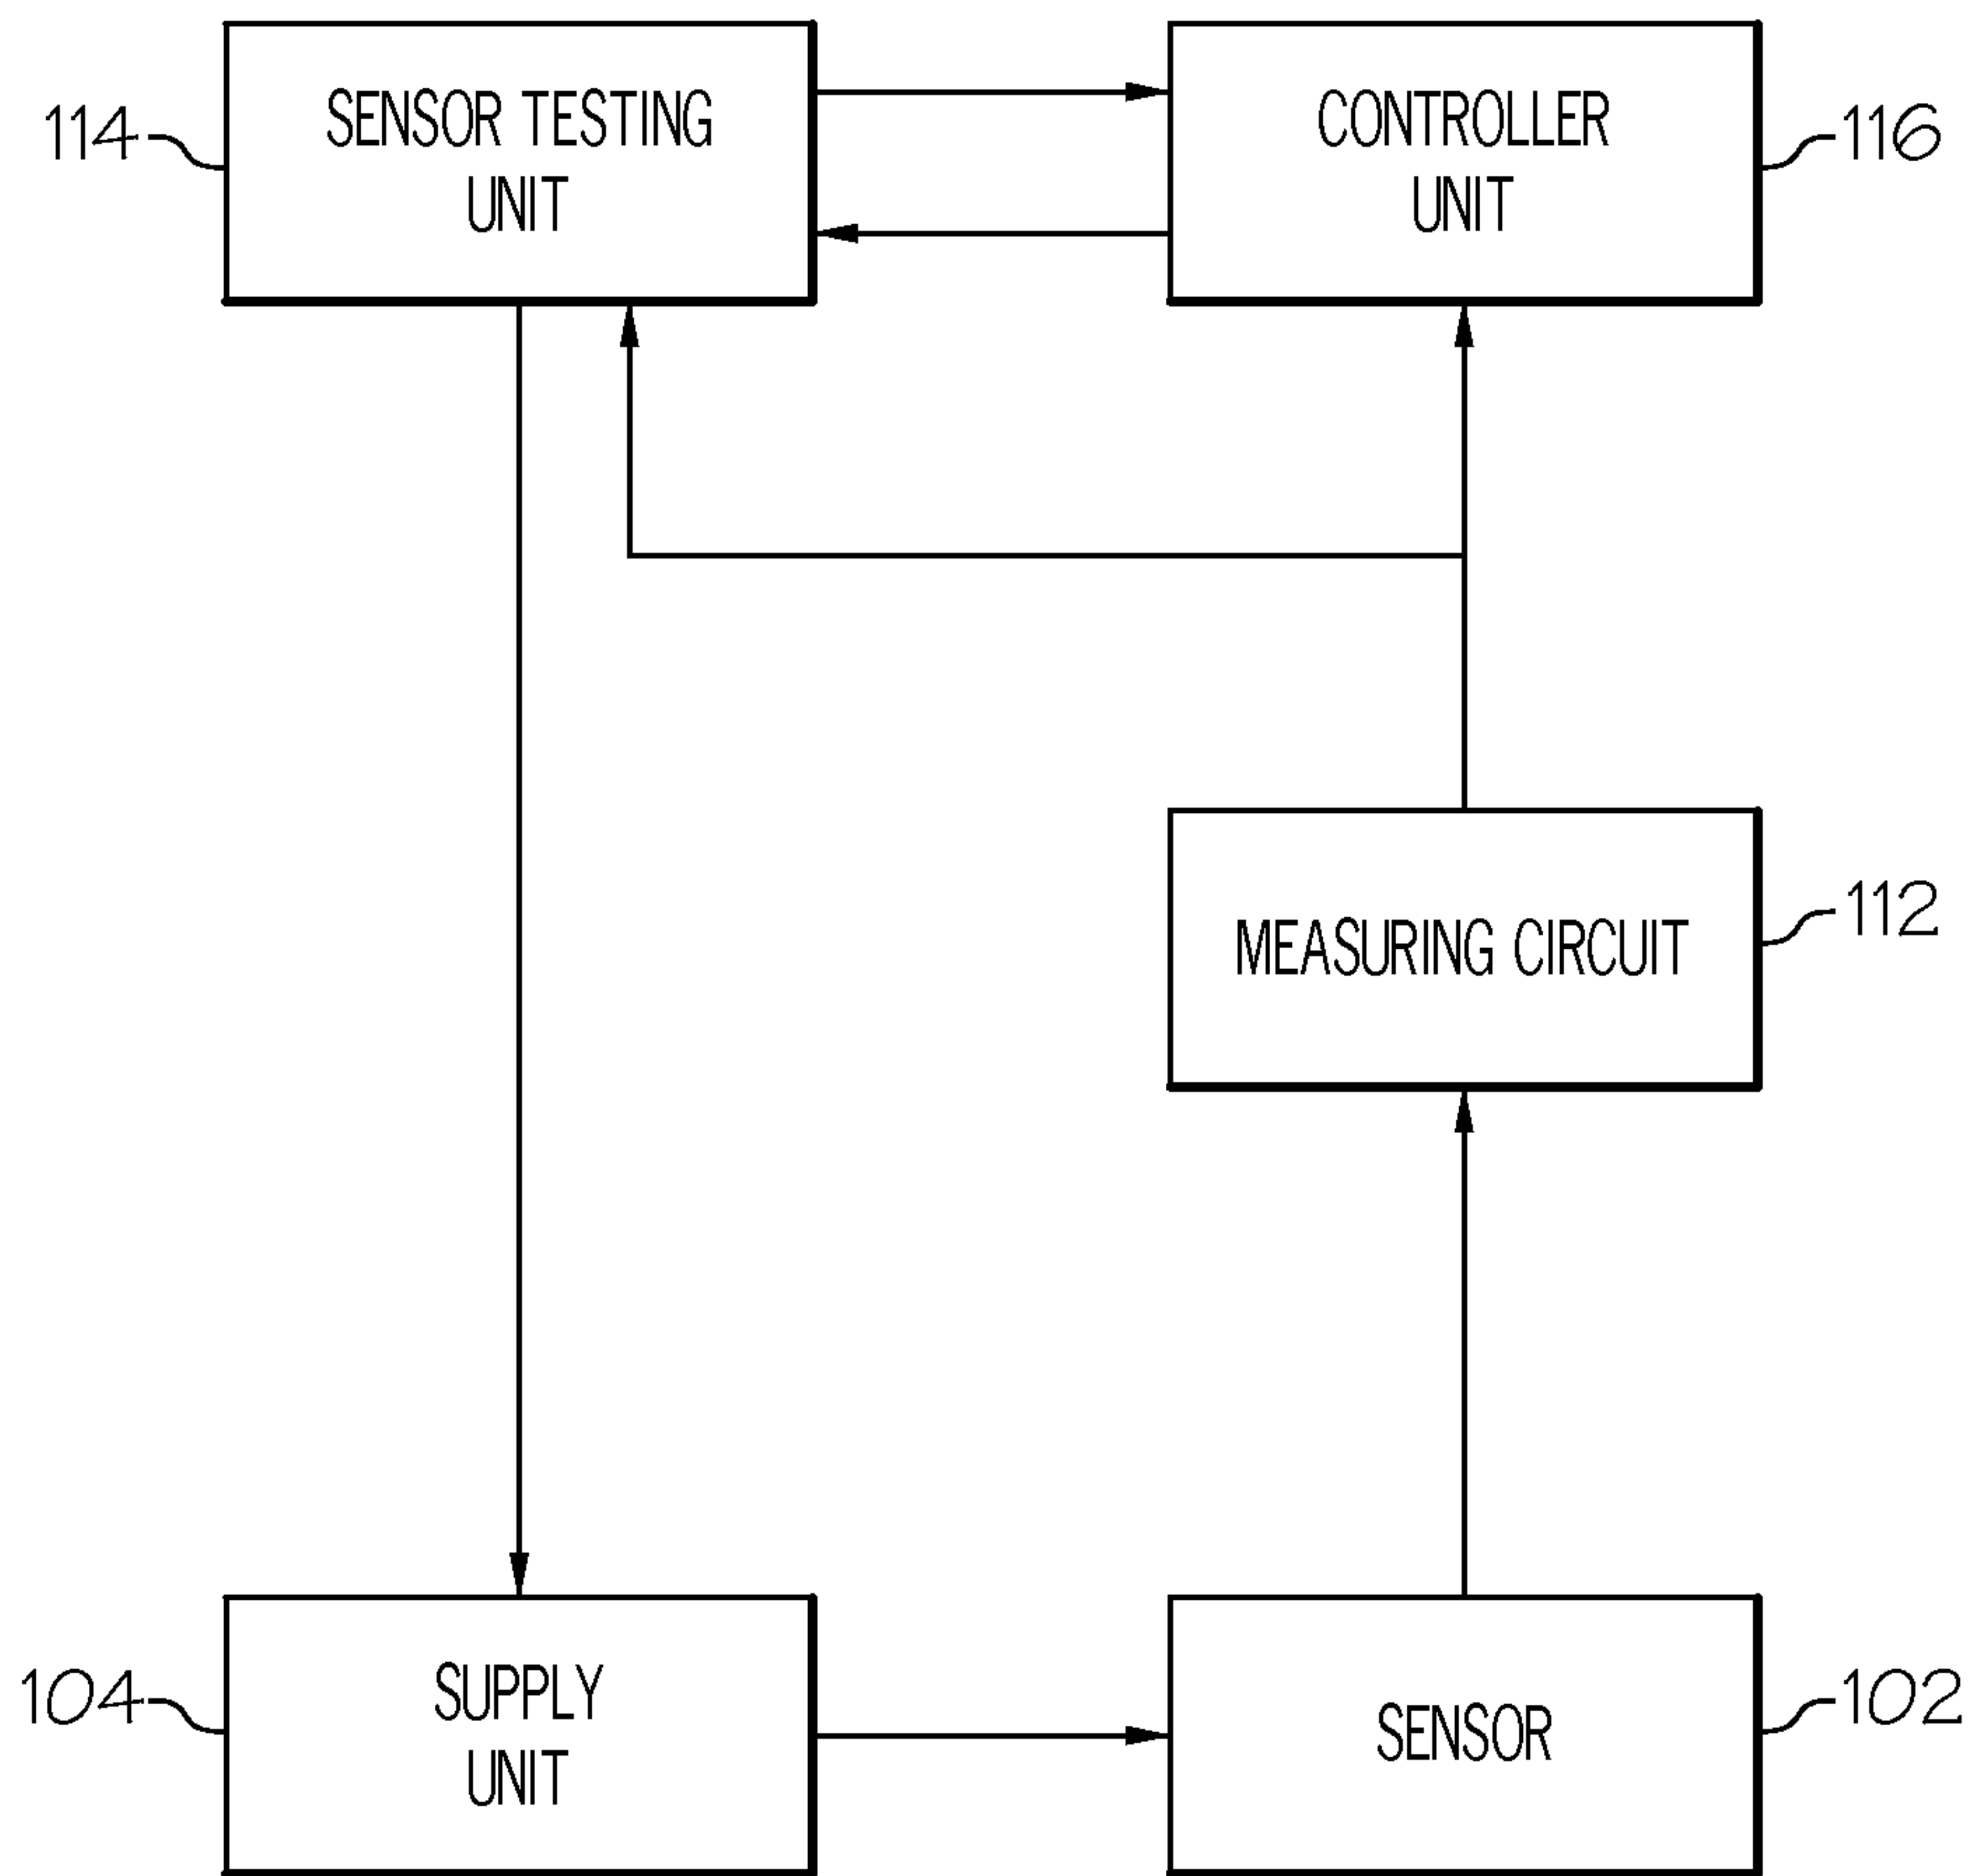 114
SENSOR TESTING
UNIT
CONTROLLER
UNIT
116
MEASURING CIRCUIT
112
104
SUPPLY
UNIT
SENSOR
102